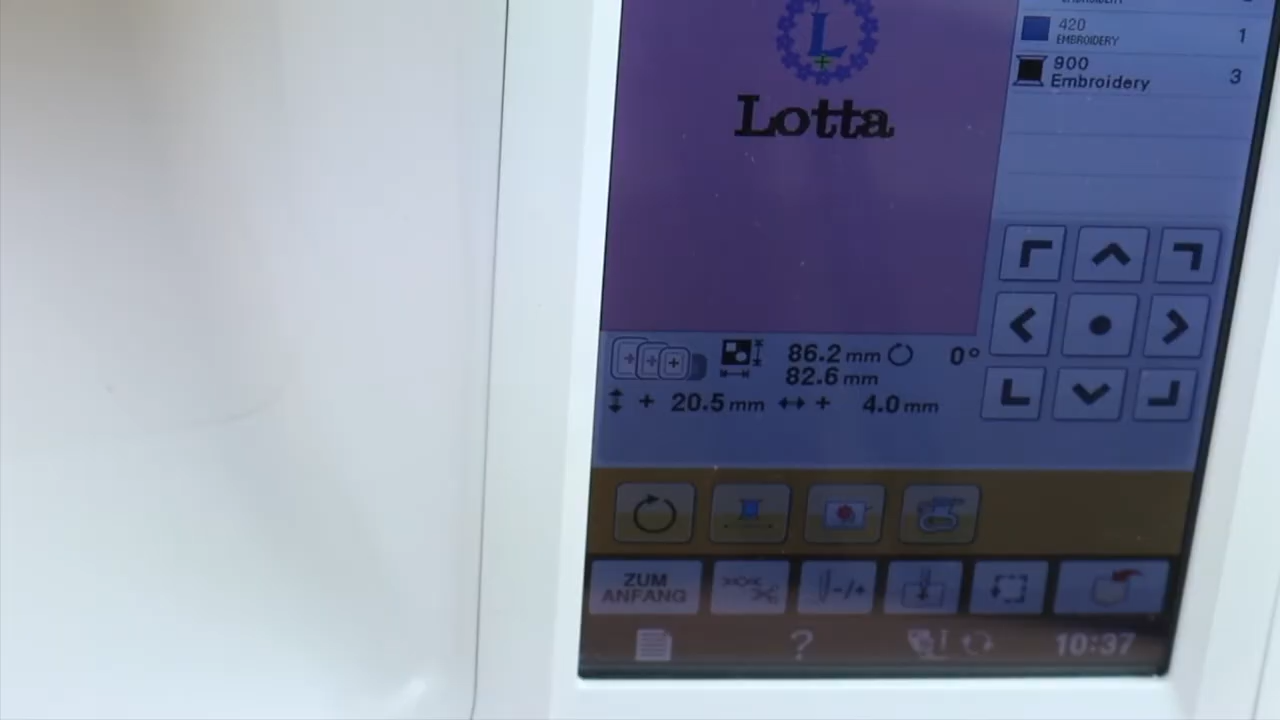 L
Lotta
EMBROIDERY
420
EMBROIDERY
1
900
Embroidery
3
86.2 mm
0°
82.6 mm
+ 20.5 mm
+ 4.0 mm
-/+
ZUM
ANFANG
?
10:37